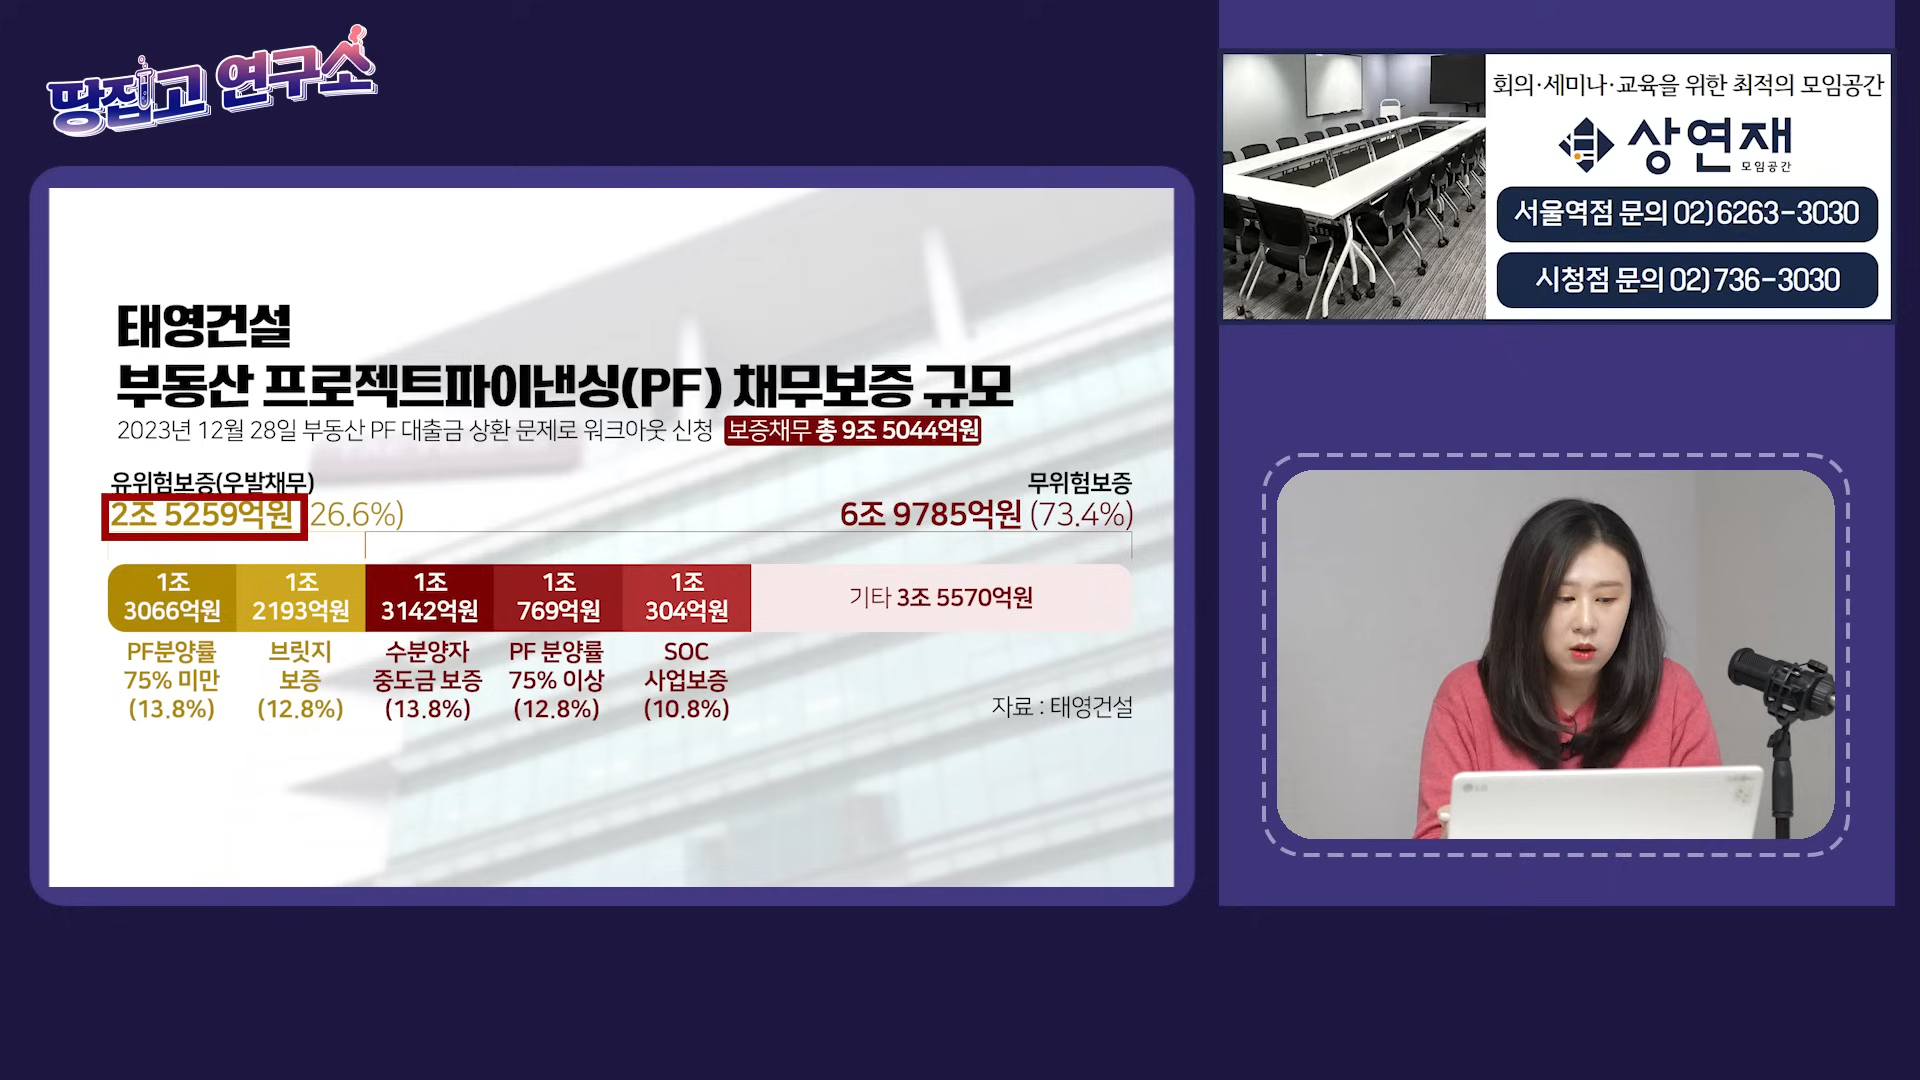 땅집고 연구소
태영건설
부동산 프로젝트파이낸싱(PF) 채무보증 규모
2023년 12월 28일 부동산 PF 대출금 상환 문제로 워크아웃 신청 보증채무 총 9조 5044억원
유위험보증(우발채무)
2조 5259억원 26.6%)
무위험보증
6조 9785억원 (73.4%)
1조
3066억원
1조
2193억원
1조
3142억원
1조
769억원
1조
304억원
기타 3조 5570억원
PF분양률
75% 미만
(13.8%)
브릿지
보증
(12.8%)
수분양자
중도금 보증
(13.8%)
PF 분양률
75% 이상
(12.8%)
SOC
사업보증
(10.8%)
자료 : 태영건설
회의·세미나·교육을 위한 최적의 모임공간
상연재
모임공간
서울역점 문의 02)6263-3030
시청점 문의 02)736-3030
LG